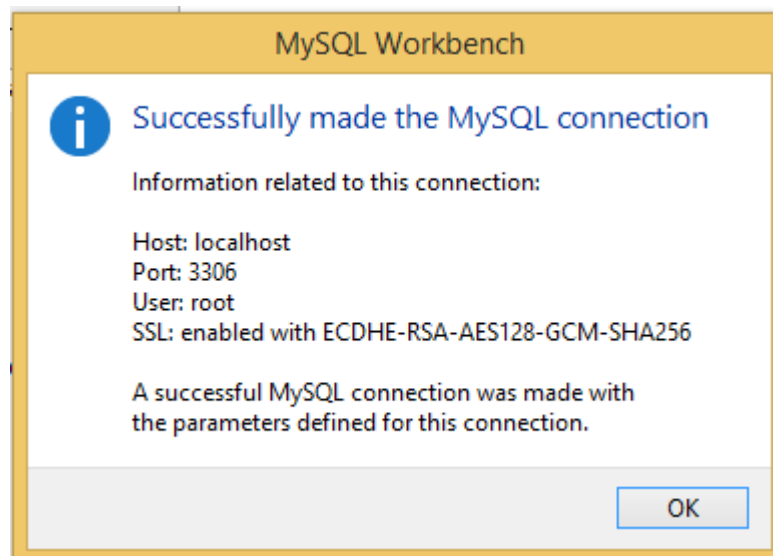 MySQL Workbench
Successfully made the MySQL connection
Information related to this connection:
Host: localhost
Port: 3306
User: root
SSL: enabled with ECDHE-RSA-AES128-GCM-SHA256
A successful MySQL connection was made with
the parameters defined for this connection.
OK